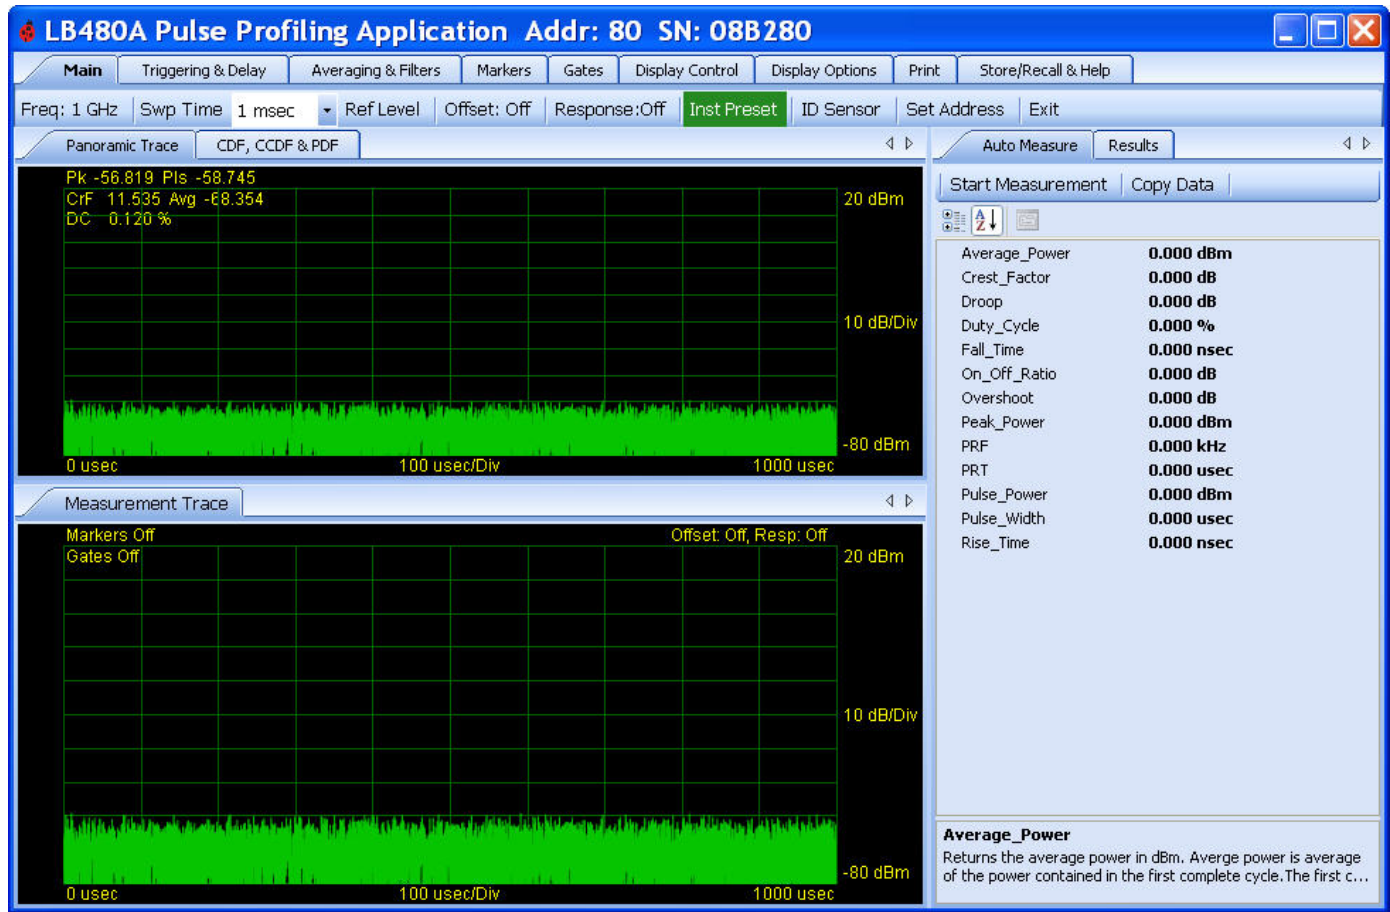 LB480A Pulse Profiling Application Addr: 80 SN: 08B280
Main Triggering & Delay Averaging & Filters Markers Gates Display Control Display Options Print Store/Recall & Help
Freq: 1 GHz Swp Time 1 msec Ref Level Offset: Off Response:Off Inst Preset ID Sensor Set Address Exit
Panoramic Trace CDF, CCDF & PDF
Pk -56.819 Pls -58.745
CrF 11.535 Avg -68.354
DC 0.120 %
20 dBm
10 dB/Div
-80 dBm
0 usec 100 usec/Div 1000 usec
Measurement Trace
Markers Off Offset: Off, Resp: Off
Gates Off
20 dBm
10 dB/Div
-80 dBm
0 usec 100 usec/Div 1000 usec
Auto Measure Results
Start Measurement Copy Data
A
Z
Average_Power 0.000 dBm
Crest_Factor 0.000 dB
Droop 0.000 dB
Duty_Cycle 0.000 %
Fall_Time 0.000 nsec
On_Off_Ratio 0.000 dB
Overshoot 0.000 dB
Peak_Power 0.000 dBm
PRF 0.000 kHz
PRT 0.000 usec
Pulse_Power 0.000 dBm
Pulse_Width 0.000 usec
Rise_Time 0.000 nsec
Average_Power
Returns the average power in dBm. Averge power is average
of the power contained in the first complete cycle.The first c...